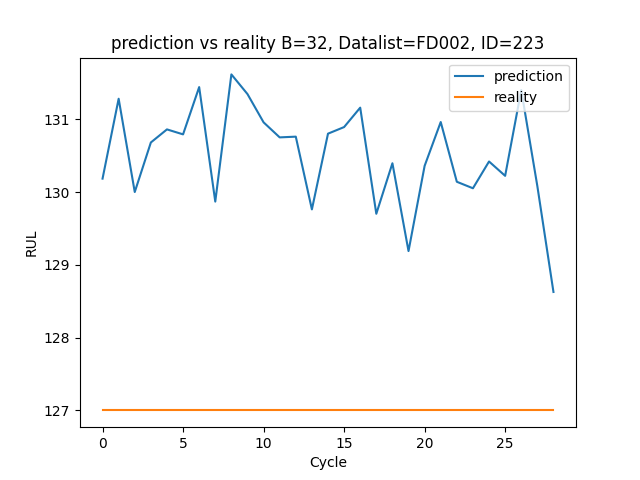 prediction vs reality B=32, Datalist=FD002, ID=223
prediction
reality
131
130
129
128
127
RUL
0 5 10 15 20 25
Cycle